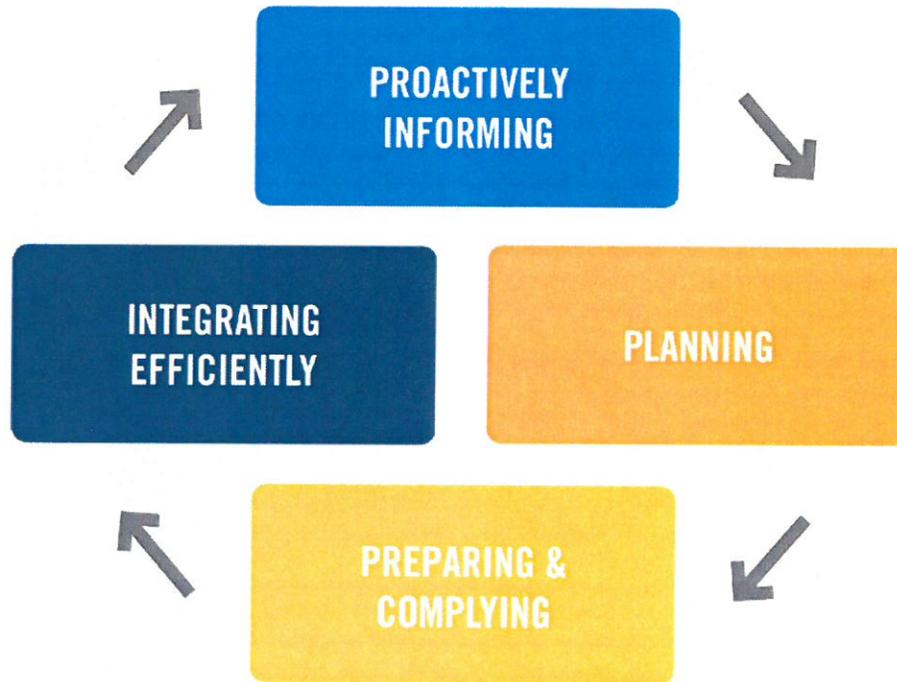 PROACTIVELY
INFORMING
INTEGRATING
EFFICIENTLY
PLANNING
PREPARING &
COMPLYING